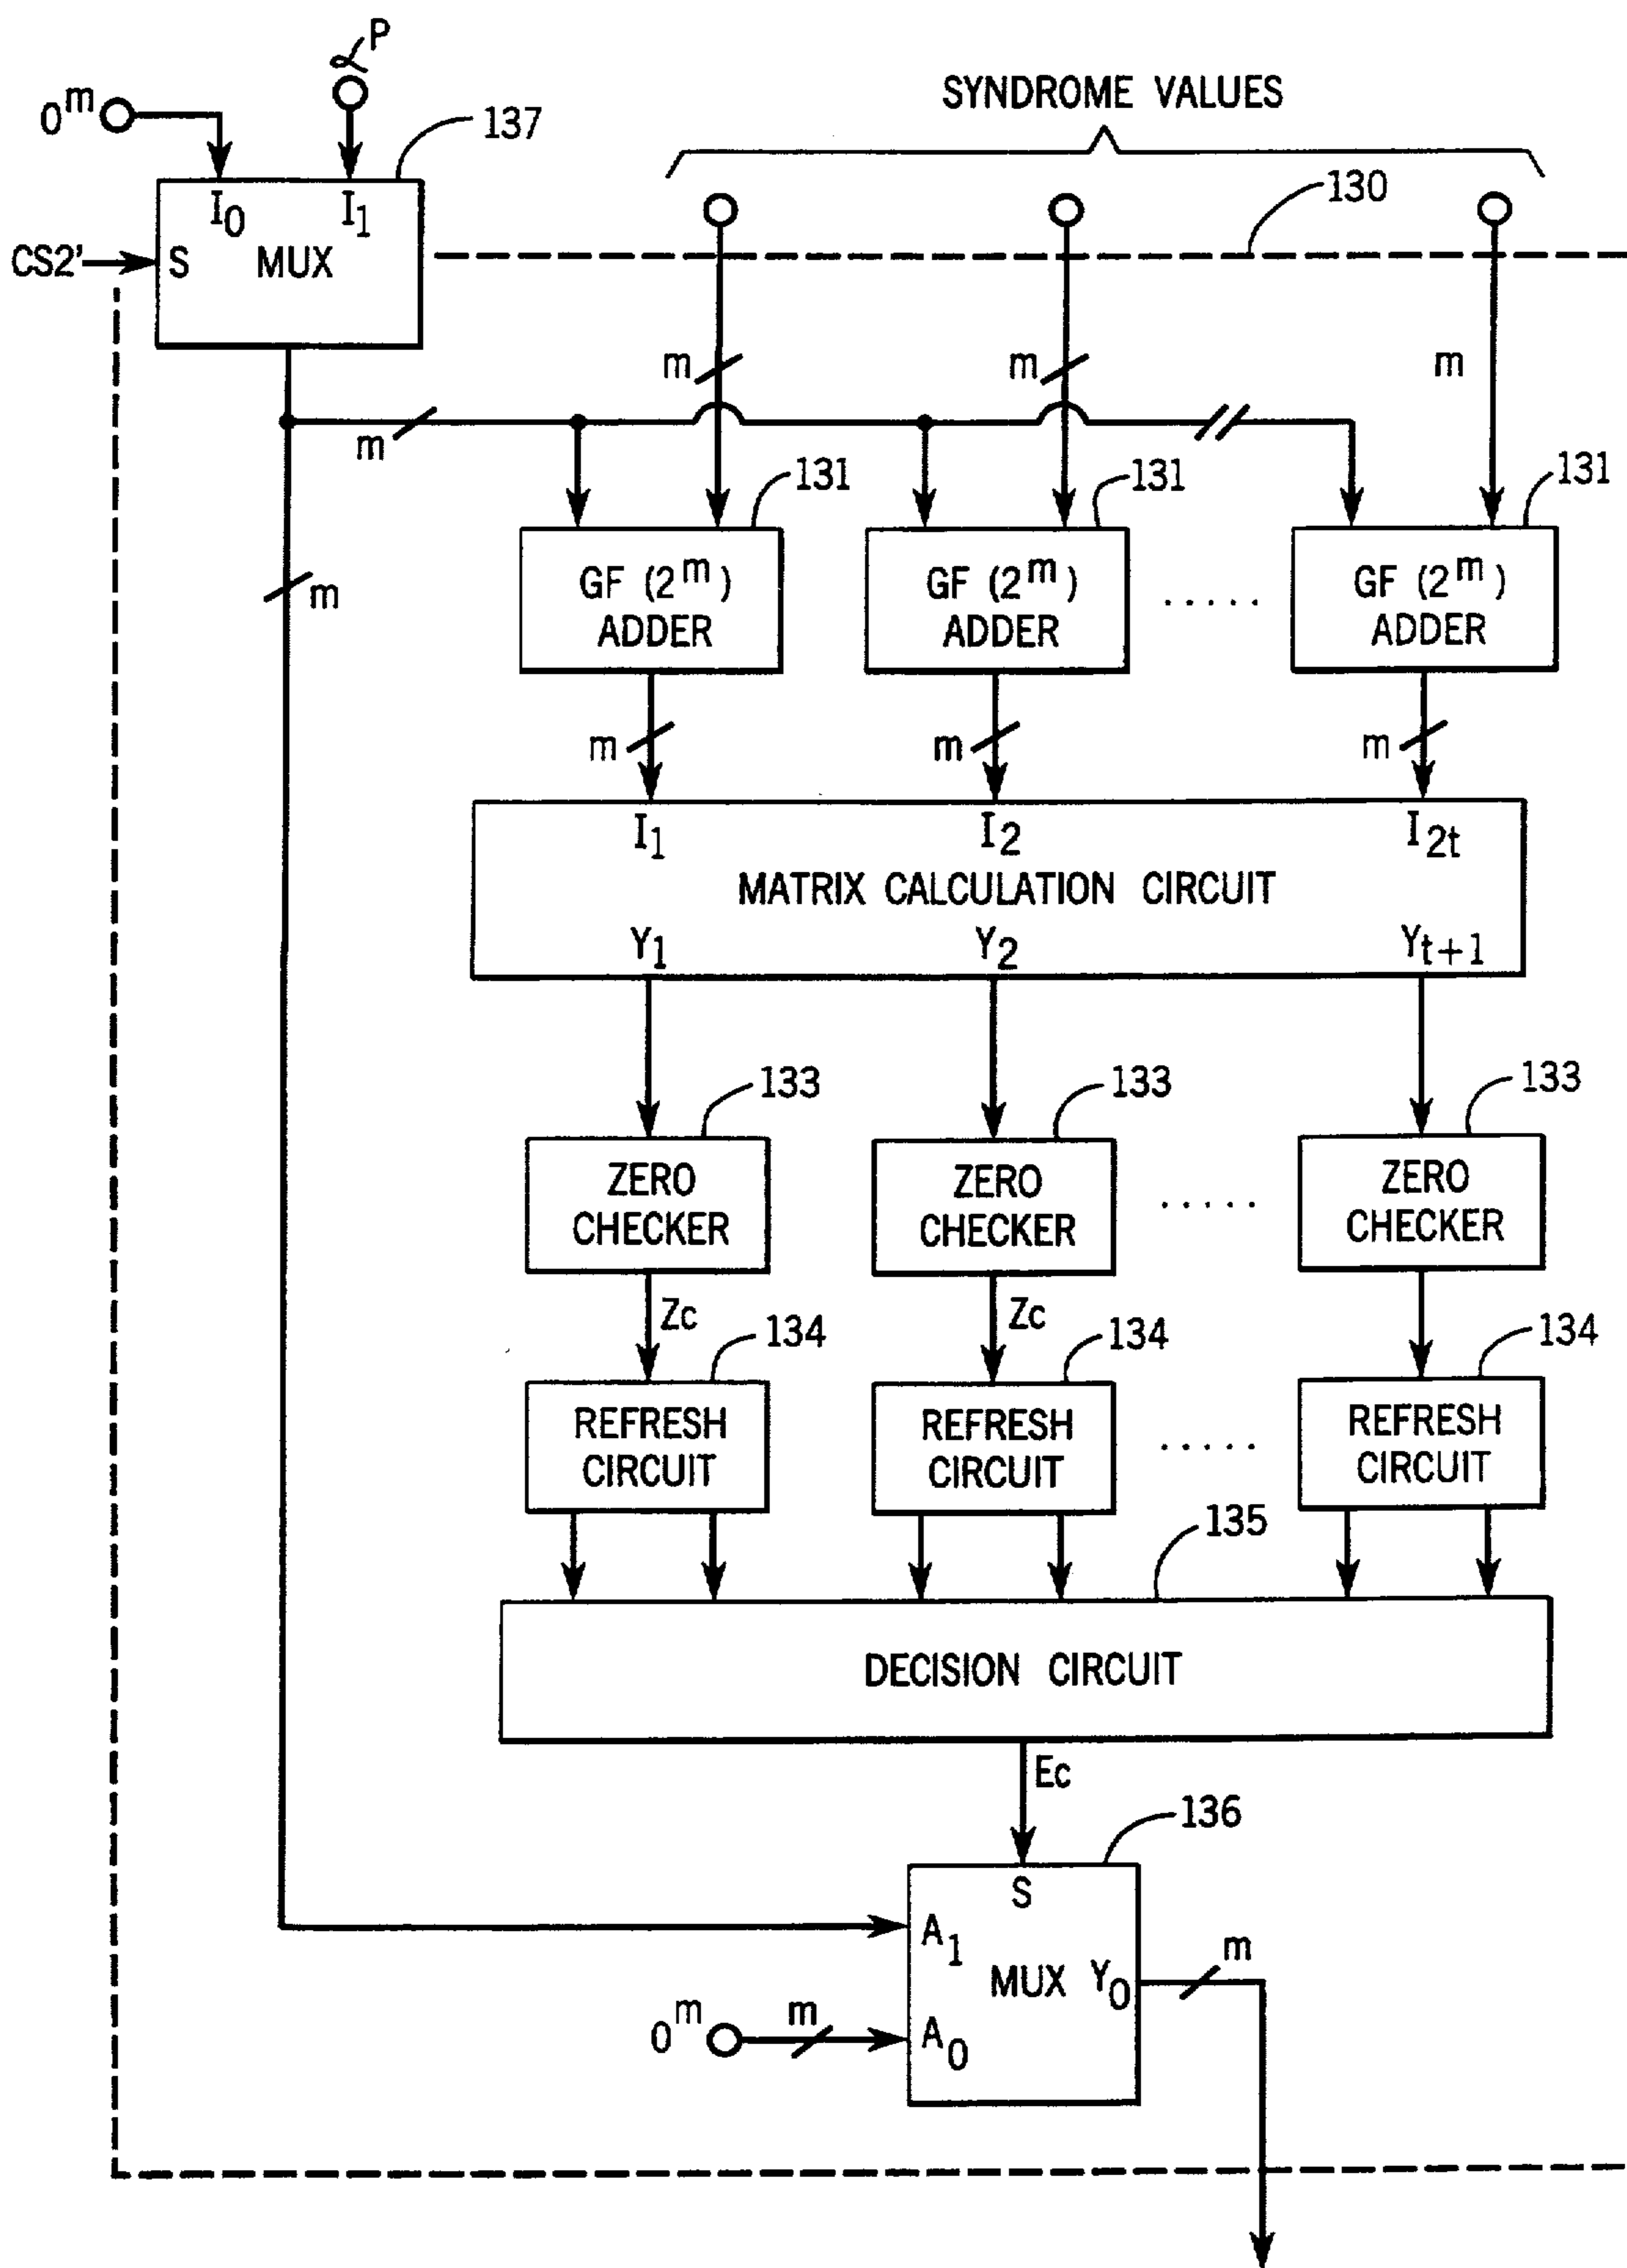 αᴾ
0ᵐ
137
SYNDROME VALUES
I₀ I₁
130
CS2' S MUX
m m m
m
131 131 131
m
GF (2ᵐ) ADDER
GF (2ᵐ) ADDER
.....
GF (2ᵐ) ADDER
m m m
I₁ I₂ I₂ₜ
MATRIX CALCULATION CIRCUIT
Y₁ Y₂ Yₜ₊₁
133 133 133
ZERO CHECKER
ZERO CHECKER
.....
ZERO CHECKER
Zc Zc
134 134 134
REFRESH CIRCUIT
REFRESH CIRCUIT
.....
REFRESH CIRCUIT
135
DECISION CIRCUIT
Ec
136
S
A₁
m
MUX Y₀
0ᵐ m A₀